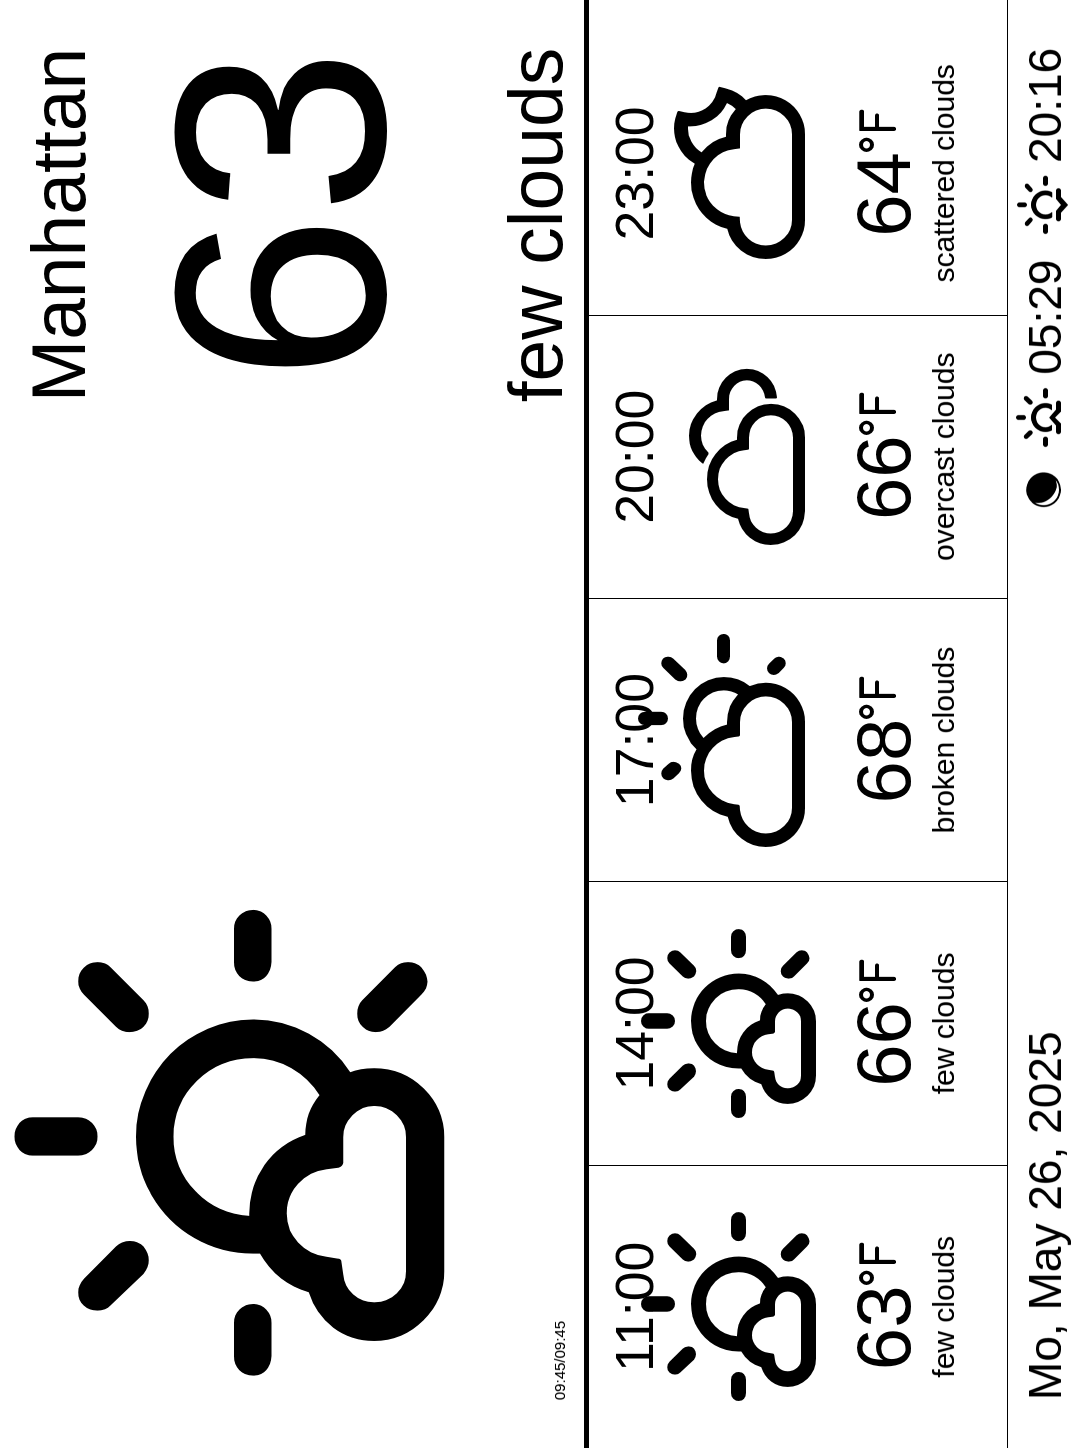 Manhattan
63
few clouds
09:45/09:45
11:00
63°F
few clouds
14:00
66°F
few clouds
17:00
68°F
broken clouds
20:00
66°F
overcast clouds
23:00
64°F
scattered clouds
Mo, May 26, 2025
05:29
20:16